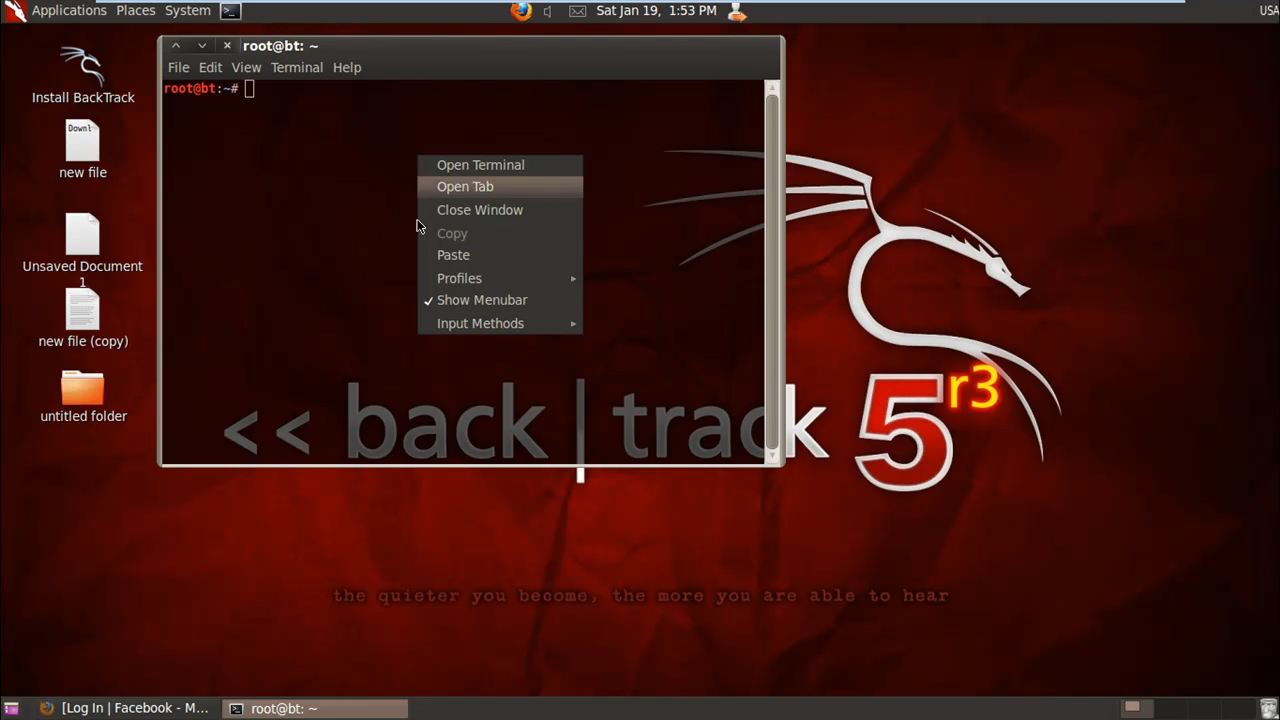 Applications Places System Sat Jan 19, 1:53 PM USA
root@bt: ~
File Edit View Terminal Help
root@bt:~#
Install BackTrack
Downl
new file
Unsaved Document
1
new file (copy)
untitled folder
Open Terminal
Open Tab
Close Window
Copy
Paste
Profiles
Show Menubar
Input Methods
<< back | track 5 r3
the quieter you become, the more you are able to hear
[Log In | Facebook - M... root@bt: ~